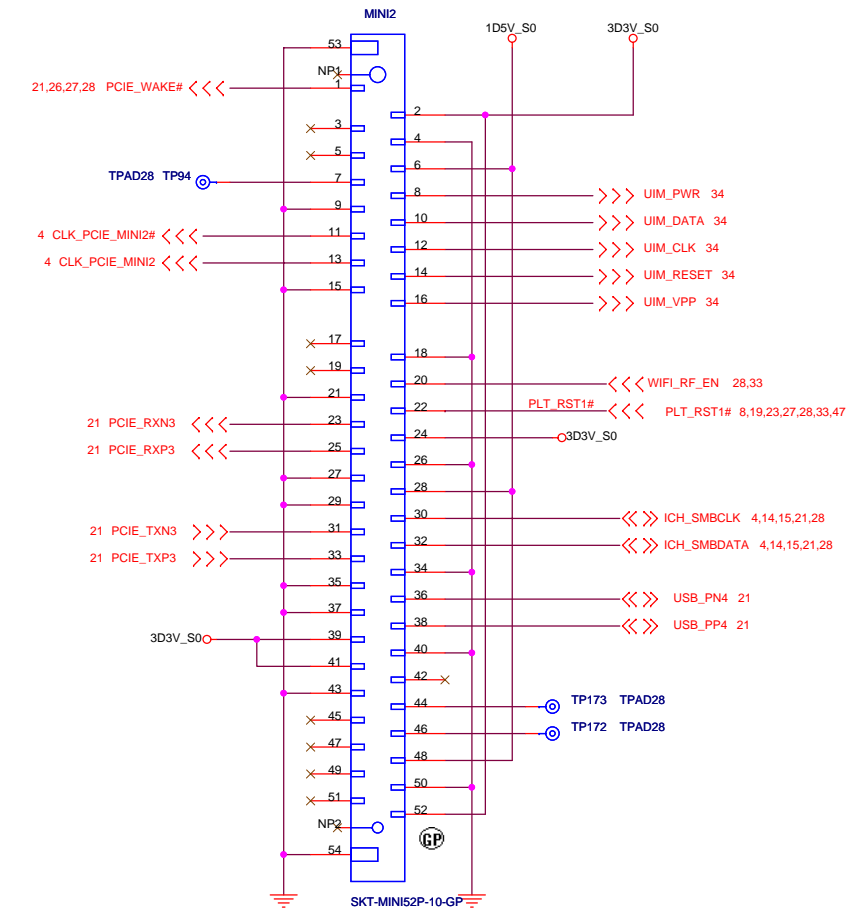 MINI2
1D5V_S0
3D3V_S0
53
NP1
21,26,27,28 PCIE_WAKE#
1
2
3
4
5
6
TPAD28 TP94
7
8
UIM_PWR 34
9
10
UIM_DATA 34
4 CLK_PCIE_MINI2#
11
12
UIM_CLK 34
4 CLK_PCIE_MINI2
13
14
UIM_RESET 34
15
16
UIM_VPP 34
17
18
19
20
WIFI_RF_EN 28,33
21
22
PLT_RST1#
PLT_RST1# 8,19,23,27,28,33,47
21 PCIE_RXN3
23
24
3D3V_S0
21 PCIE_RXP3
25
26
27
28
29
30
ICH_SMBCLK 4,14,15,21,28
21 PCIE_TXN3
31
32
ICH_SMBDATA 4,14,15,21,28
21 PCIE_TXP3
33
34
35
36
USB_PN4 21
37
38
USB_PP4 21
3D3V_S0
39
40
41
42
43
44
TP173 TPAD28
45
46
TP172 TPAD28
47
48
49
50
51
52
NP2
GP
54
SKT-MINI52P-10-GP